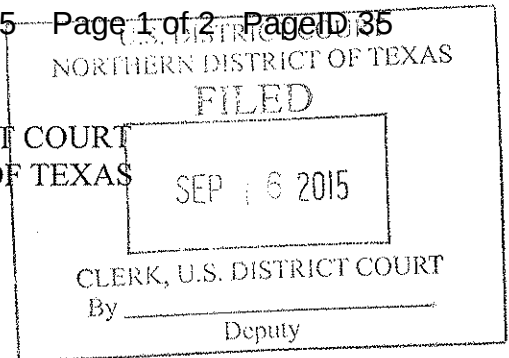 5 Page 1 of 2 PageID 35
U.S. DISTRICT COURT
NORTHERN DISTRICT OF TEXAS
FILED
T COURT
OF TEXAS
SEP 6 2015
CLERK, U.S. DISTRICT COURT
By
Deputy